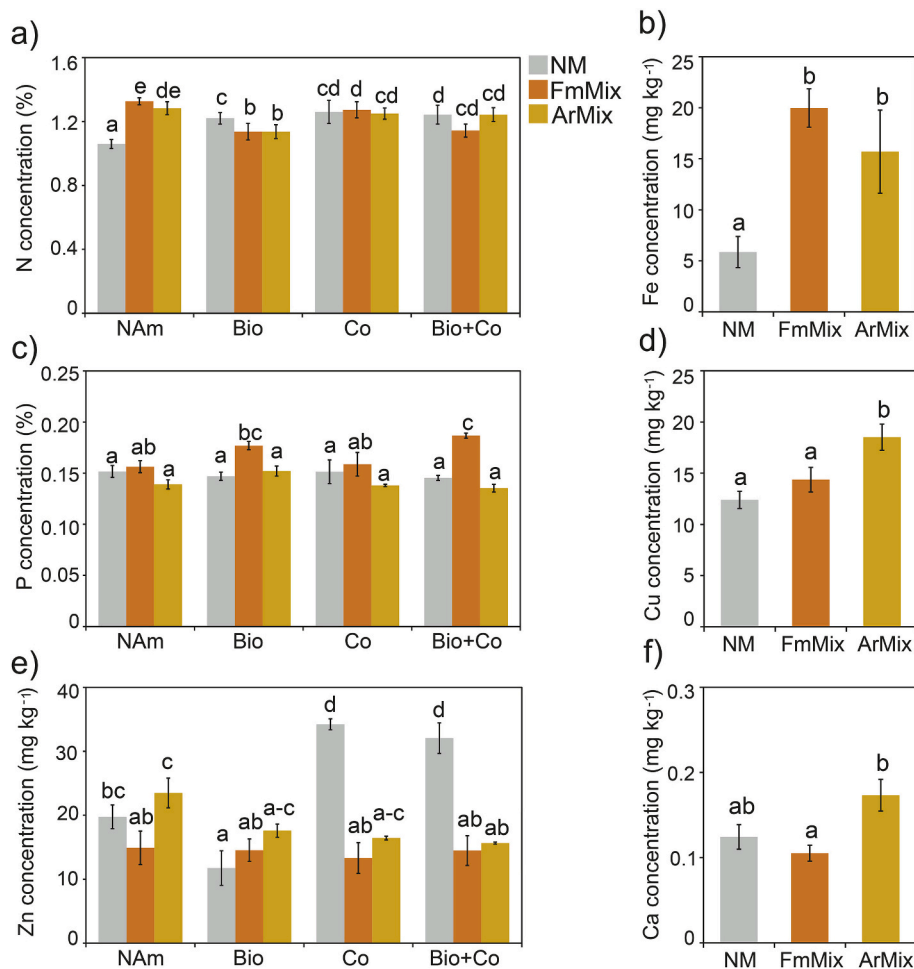 a)
N concentration (%)
1.6
1.2
0.8
0.4
0
a e de
c b b
cd d cd
d cd cd
NAm Bio Co Bio+Co
NM
FmMix
ArMix
b)
Fe concentration (mg kg⁻¹)
25
20
15
10
5
0
a b b
NM FmMix ArMix
c)
P concentration (%)
0.25
0.20
0.15
0.10
0.05
0
a ab a
a bc a
a ab a
a c a
NAm Bio Co Bio+Co
d)
Cu concentration (mg kg⁻¹)
25
20
15
10
5
0
a a b
NM FmMix ArMix
e)
Zn concentration (mg kg⁻¹)
40
30
20
10
0
bc ab c
a ab a-c
d ab a-c
d ab ab
NAm Bio Co Bio+Co
f)
Ca concentration (mg kg⁻¹)
0.3
0.2
0.1
0
ab a b
NM FmMix ArMix